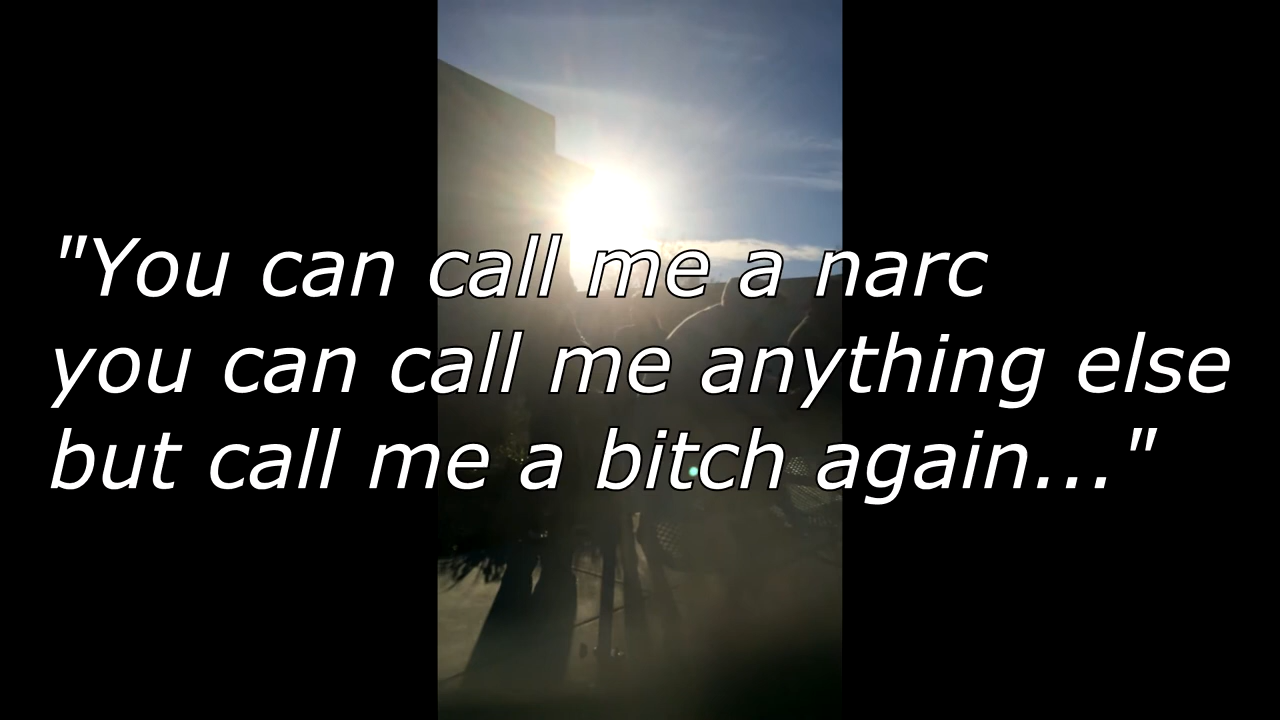 "You can call me a narc
you can call me anything else
but call me a bitch again..."